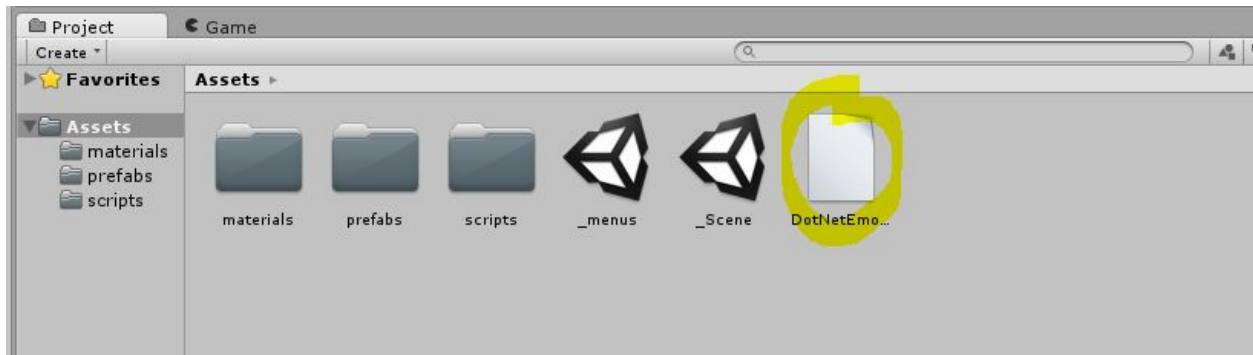 Project
Game
Create
Favorites
Assets
Assets
materials
prefabs
scripts
materials
prefabs
scripts
_menus
_Scene
DotNetEmo...